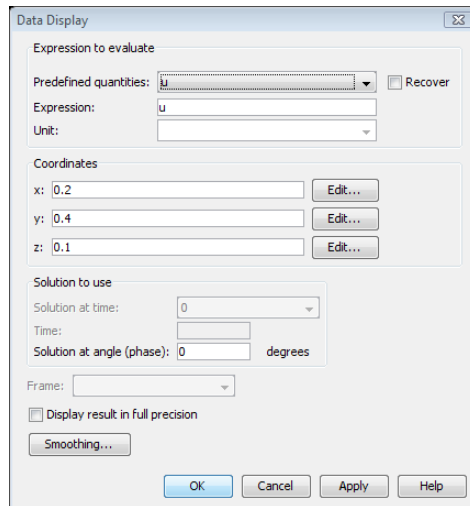 Data Display
Expression to evaluate
Predefined quantities: u Recover
Expression: u
Unit:
Coordinates
x: 0.2 Edit...
y: 0.4 Edit...
z: 0.1 Edit...
Solution to use
Solution at time: 0
Time:
Solution at angle (phase): 0 degrees
Frame:
Display result in full precision
Smoothing...
OK Cancel Apply Help